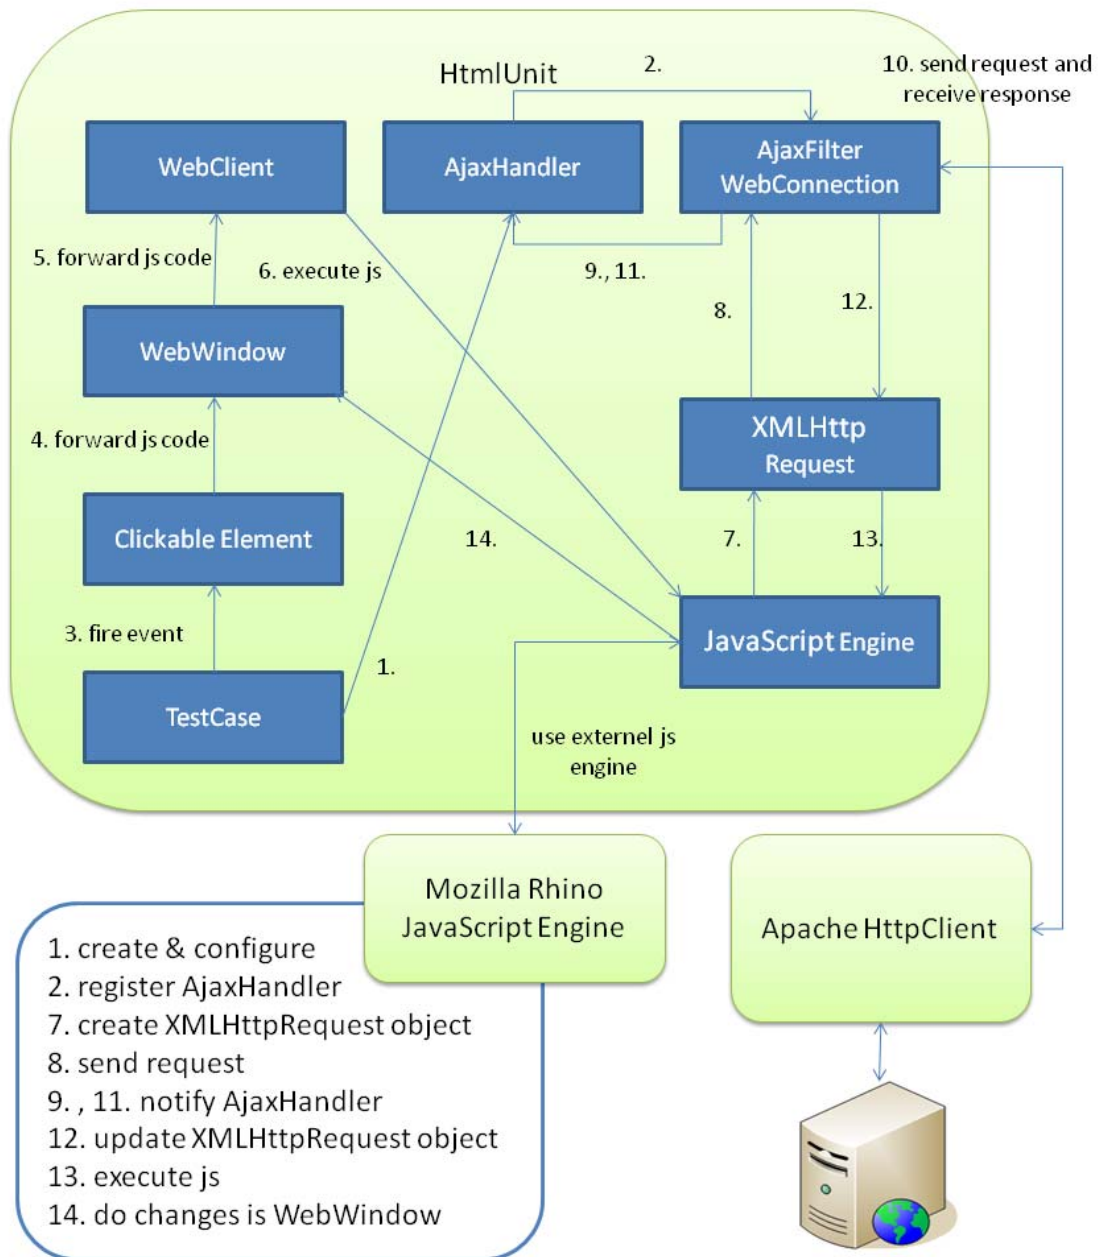 HtmlUnit
2.
10. send request and
receive response
WebClient
AjaxHandler
AjaxFilter
WebConnection
5. forward js code
6. execute js
9., 11.
8.
12.
WebWindow
4. forward js code
XMLHttp
Request
Clickable Element
14.
7.
13.
3. fire event
1.
JavaScript Engine
TestCase
use externel js
engine
Mozilla Rhino
JavaScript Engine
Apache HttpClient
1. create & configure
2. register AjaxHandler
7. create XMLHttpRequest object
8. send request
9. , 11. notify AjaxHandler
12. update XMLHttpRequest object
13. execute js
14. do changes is WebWindow